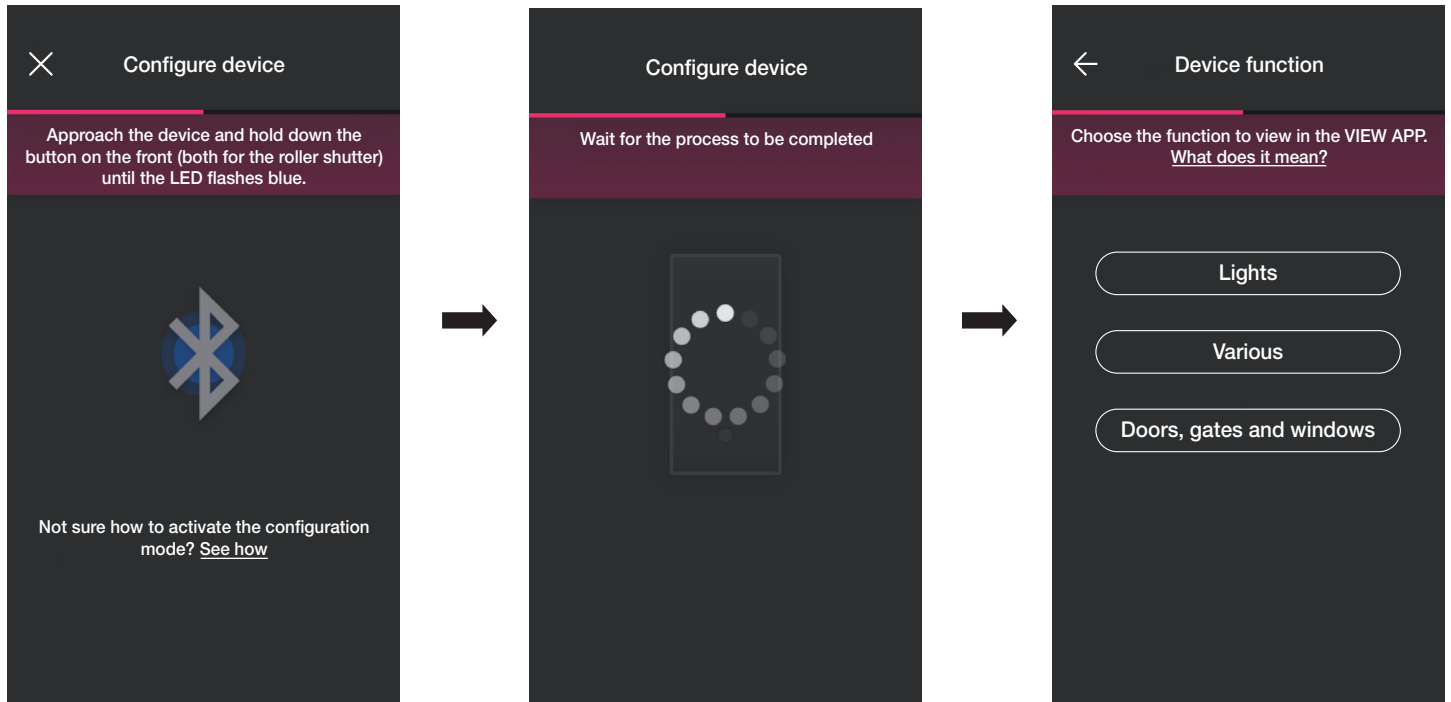 Configure device
Approach the device and hold down the
button on the front (both for the roller shutter)
until the LED flashes blue.
Not sure how to activate the configuration
mode? See how
Configure device
Wait for the process to be completed
Device function
Choose the function to view in the VIEW APP.
What does it mean?
Lights
Various
Doors, gates and windows